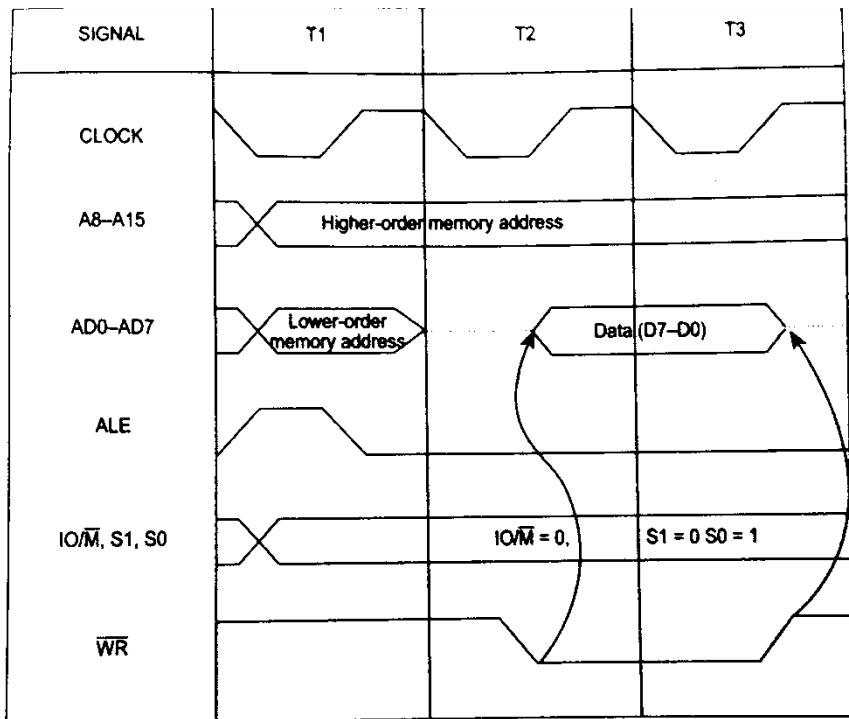 SIGNAL T1 T2 T3
CLOCK
A8–A15 Higher-order memory address
AD0–AD7 Lower-order memory address Data (D7–D0)
ALE
IO/M̅, S1, S0 IO/M̅ = 0, S1 = 0 S0 = 1
W̅R̅